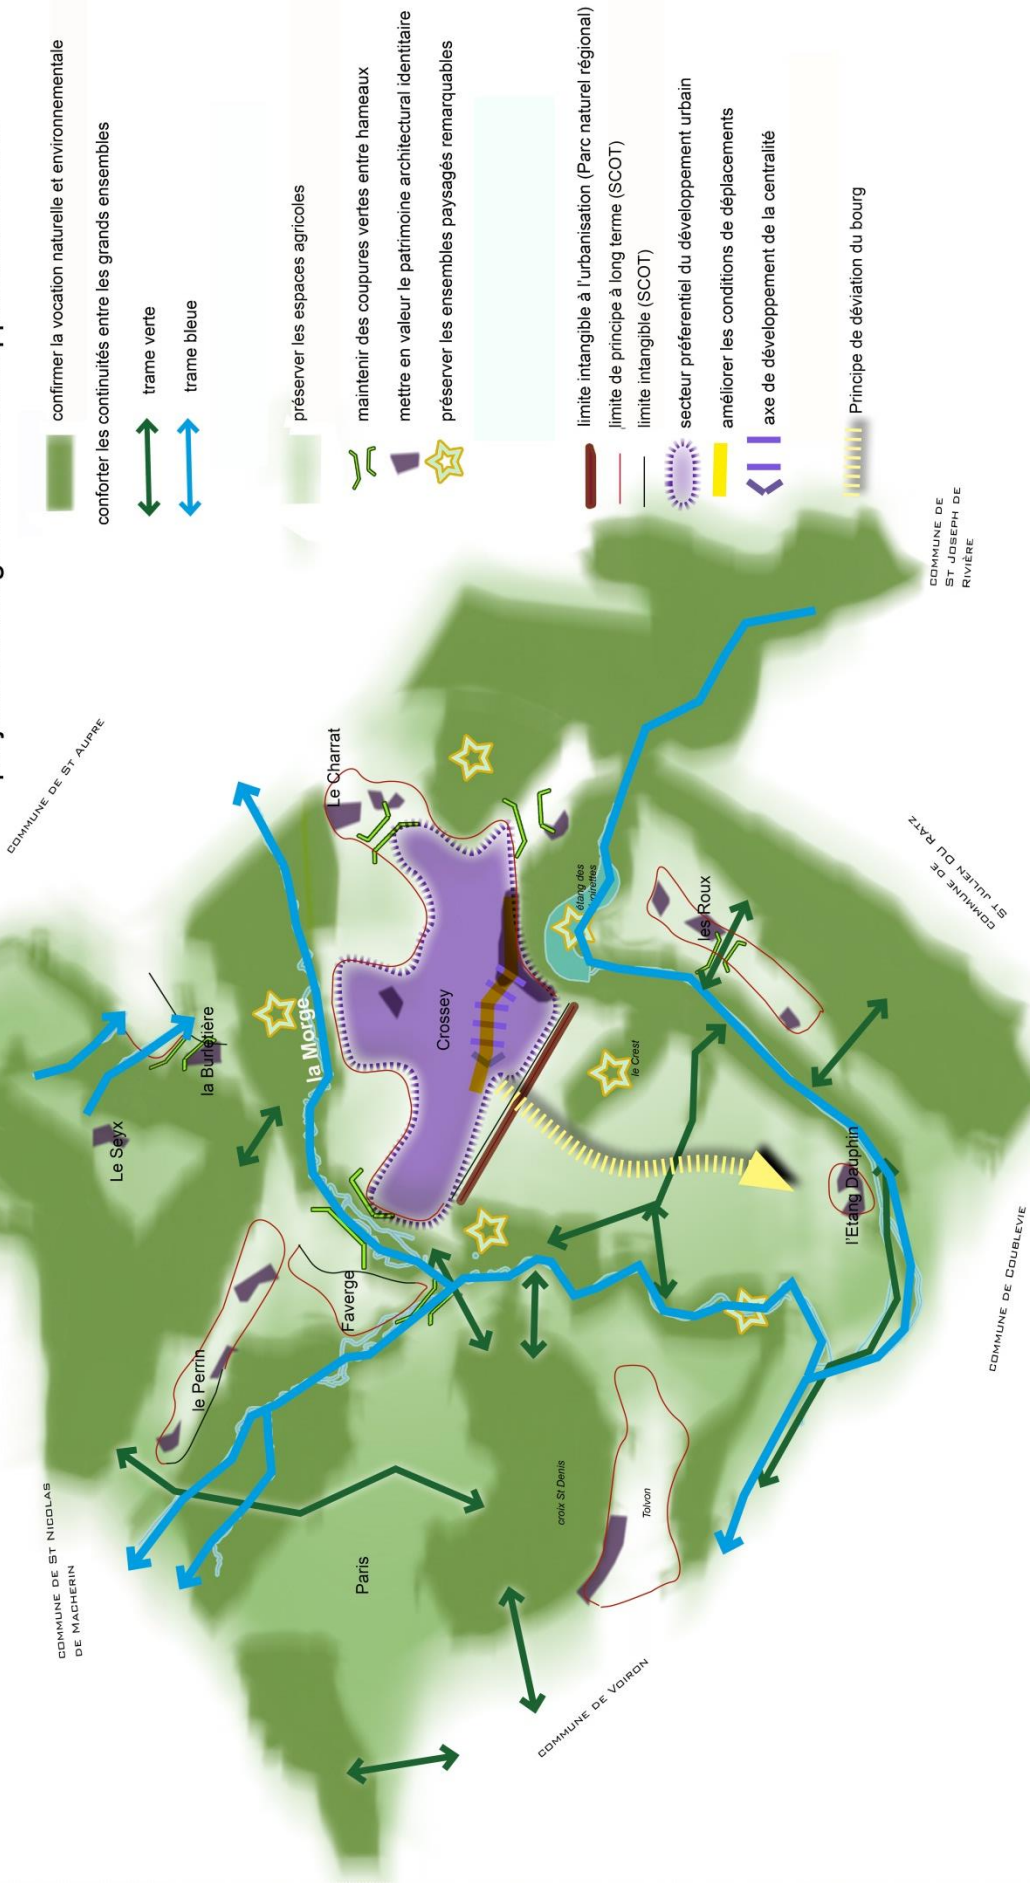 confirmer la vocation naturelle et environnementale
conforter les continuités entre les grands ensembles
trame verte
trame bleue
préserver les espaces agricoles
maintenir des coupures vertes entre hameaux
mettre en valeur le patrimoine architectural identitaire
préserver les ensembles paysagés remarquables
limite intangible à l'urbanisation (Parc naturel régional)
limite de principe à long terme (SCOT)
limite intangible (SCOT)
secteur préférentiel du développement urbain
améliorer les conditions de déplacements
axe de développement de la centralité
Principe de déviation du bourg
COMMUNE DE ST AUPRE
COMMUNE DE
ST JOSEPH DE
RIVIÈRE
COMMUNE DE
ST JULIEN DU RATZ
COMMUNE DE COUBLEVIE
COMMUNE DE VOIRON
COMMUNE DE ST NICOLAS
DE MACHERIN
Le Seyx
la Burletière
la Morge
Le Charrat
Crossey
étang des
les Roux
le Crest
l'Etang Dauphin
Faverge
le Perrin
Paris
croix St Denis
Tolvon